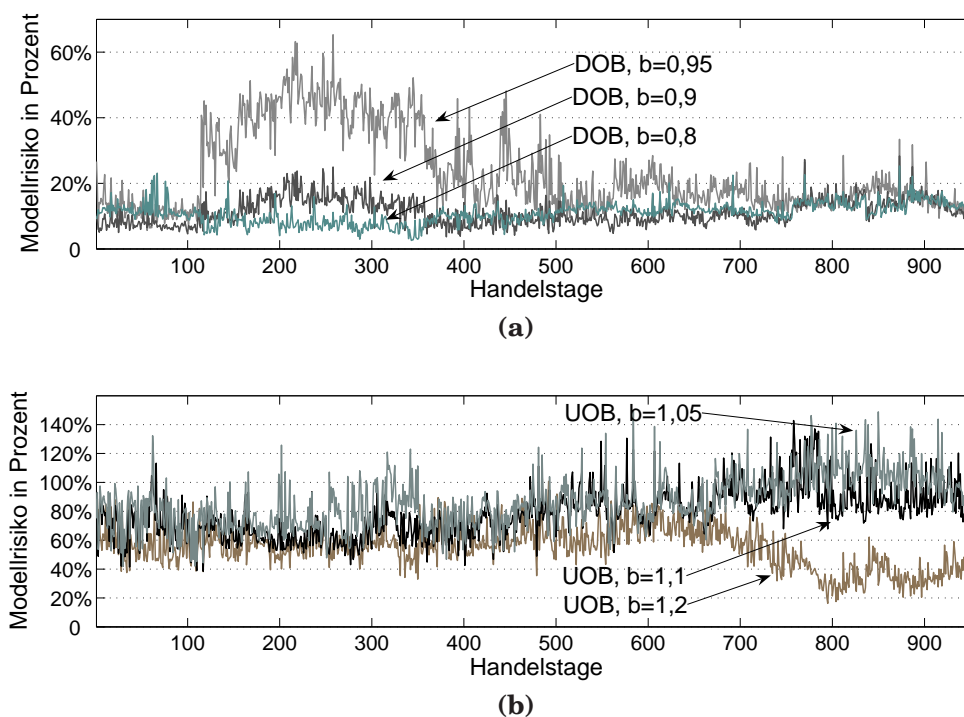 60%
40%
20%
0
Modellrisiko in Prozent
DOB, b=0,95
DOB, b=0,9
DOB, b=0,8
100 200 300 400 500 600 700 800 900
Handelstage
(a)
140%
120%
100%
80%
60%
40%
20%
0
Modellrisiko in Prozent
UOB, b=1,05
UOB, b=1,1
UOB, b=1,2
100 200 300 400 500 600 700 800 900
Handelstage
(b)